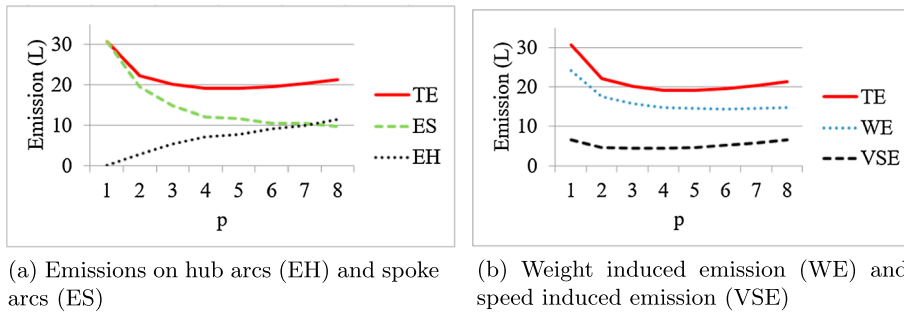 Emission (L)
30
20
10
0
1 2 3 4 5 6 7 8
p
TE
ES
EH
(a) Emissions on hub arcs (EH) and spoke
arcs (ES)
Emission (L)
30
20
10
0
1 2 3 4 5 6 7 8
p
TE
WE
VSE
(b) Weight induced emission (WE) and
speed induced emission (VSE)